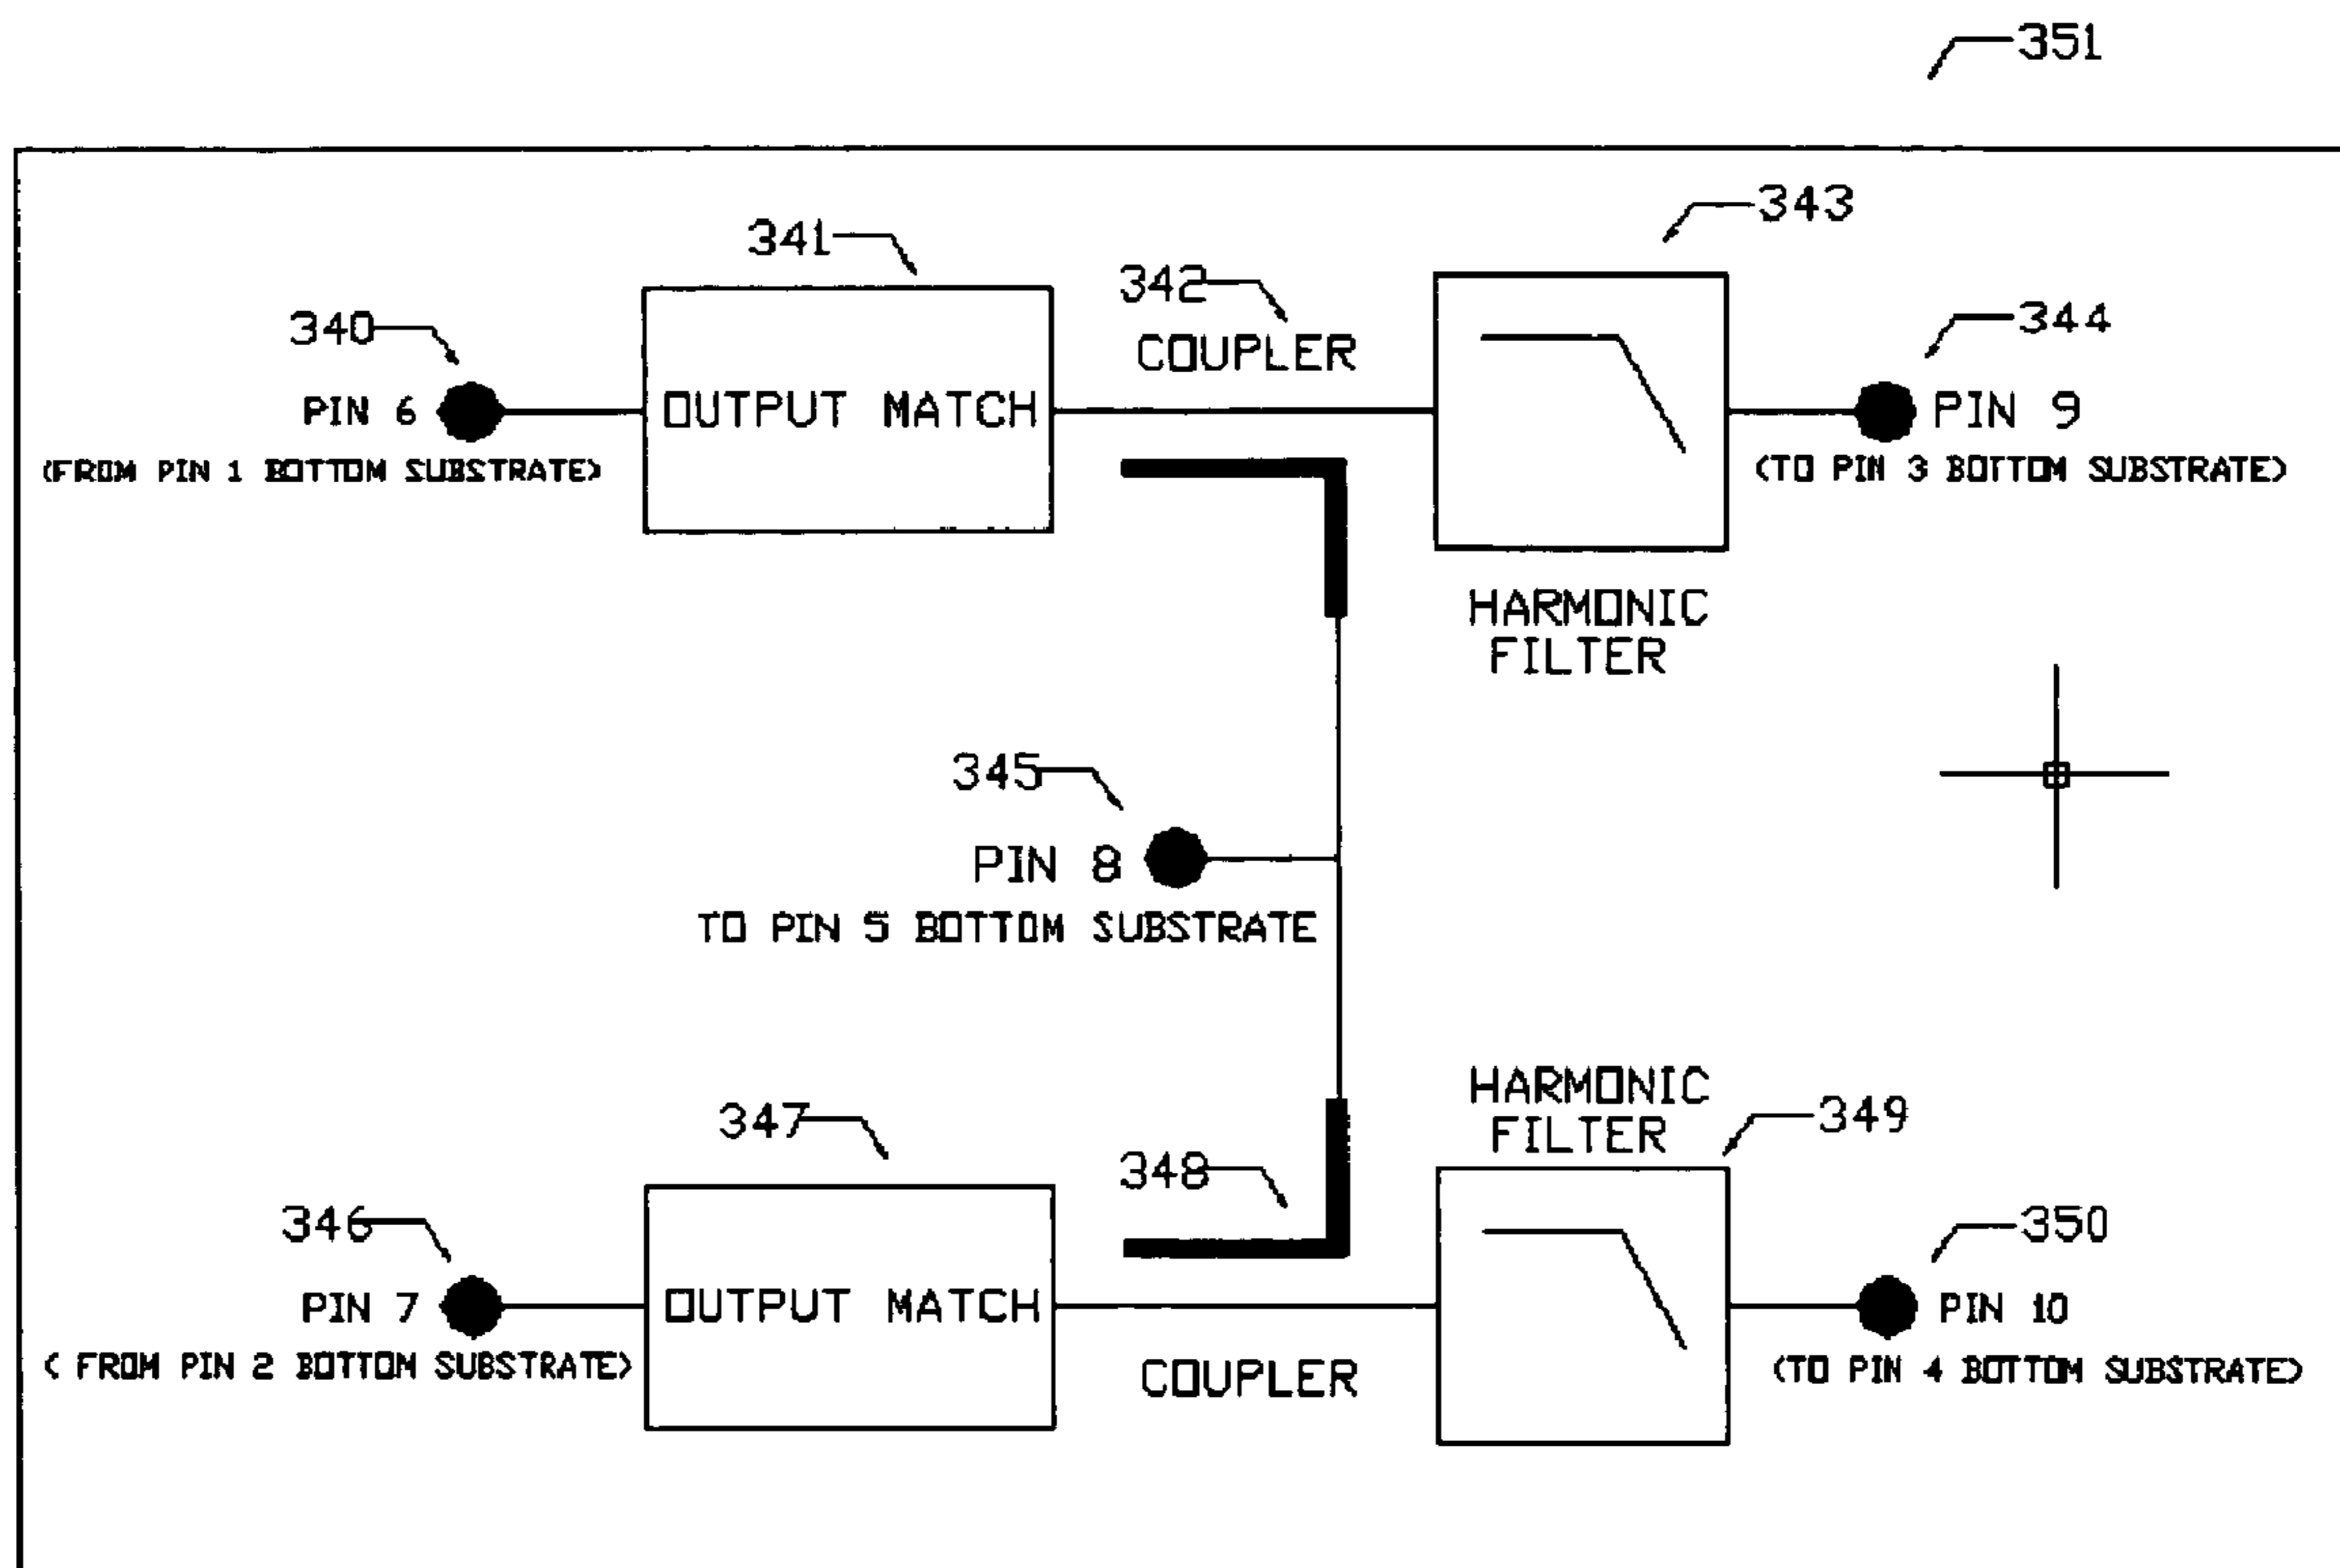 351
343
341
342
344
340
COUPLER
PIN 6
OUTPUT MATCH
PIN 9
(FROM PIN 1 BOTTOM SUBSTRATE)
(TO PIN 3 BOTTOM SUBSTRATE)
HARMONIC
FILTER
345
PIN 8
TO PIN 5 BOTTOM SUBSTRATE
HARMONIC
FILTER
347
349
348
346
350
PIN 7
OUTPUT MATCH
PIN 10
( FROM PIN 2 BOTTOM SUBSTRATE)
COUPLER
(TO PIN 4 BOTTOM SUBSTRATE)